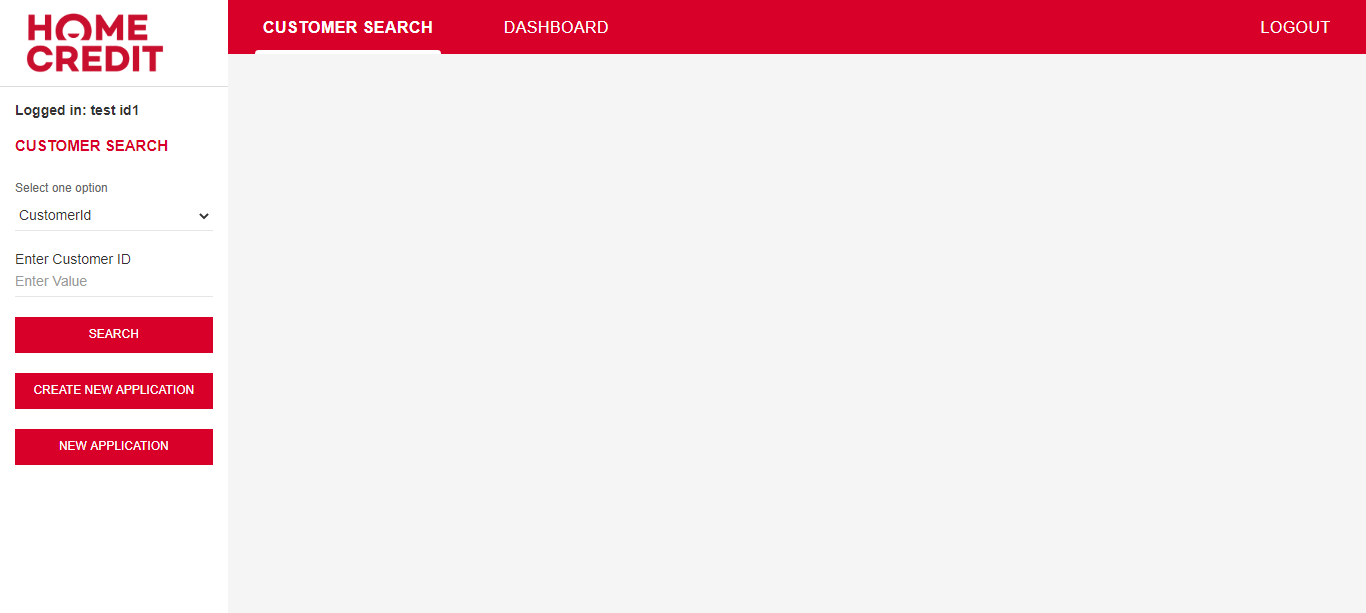 HOME
CREDIT
CUSTOMER SEARCH
DASHBOARD
LOGOUT
Logged in: test id1
CUSTOMER SEARCH
Select one option
CustomerId
Enter Customer ID
Enter Value
SEARCH
CREATE NEW APPLICATION
NEW APPLICATION